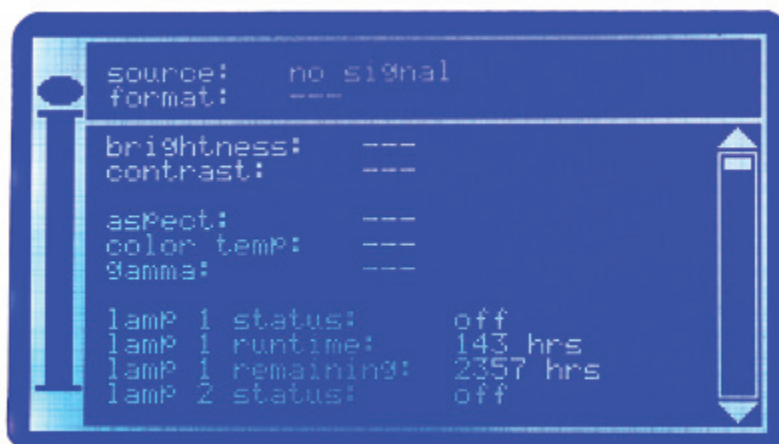 source: no signal
format: ---
brightness: ---
contrast: ---
aspect: ---
color temp: ---
gamma: ---
lamp 1 status: off
lamp 1 runtime: 143 hrs
lamp 1 remaining: 2357 hrs
lamp 2 status: off